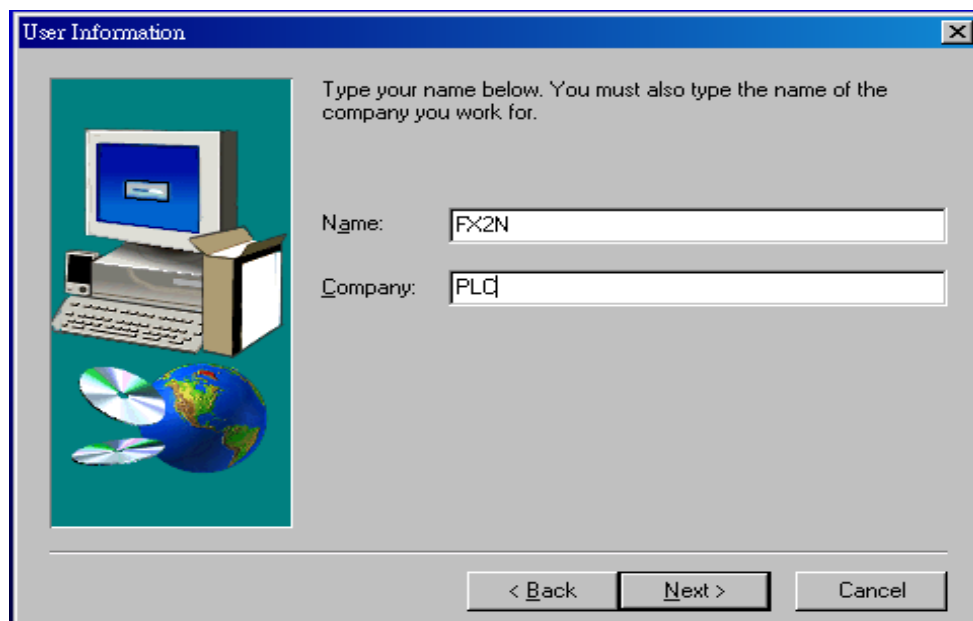 User Information
Type your name below. You must also type the name of the
company you work for.
Name: FX2N
Company: PLC
< Back Next > Cancel